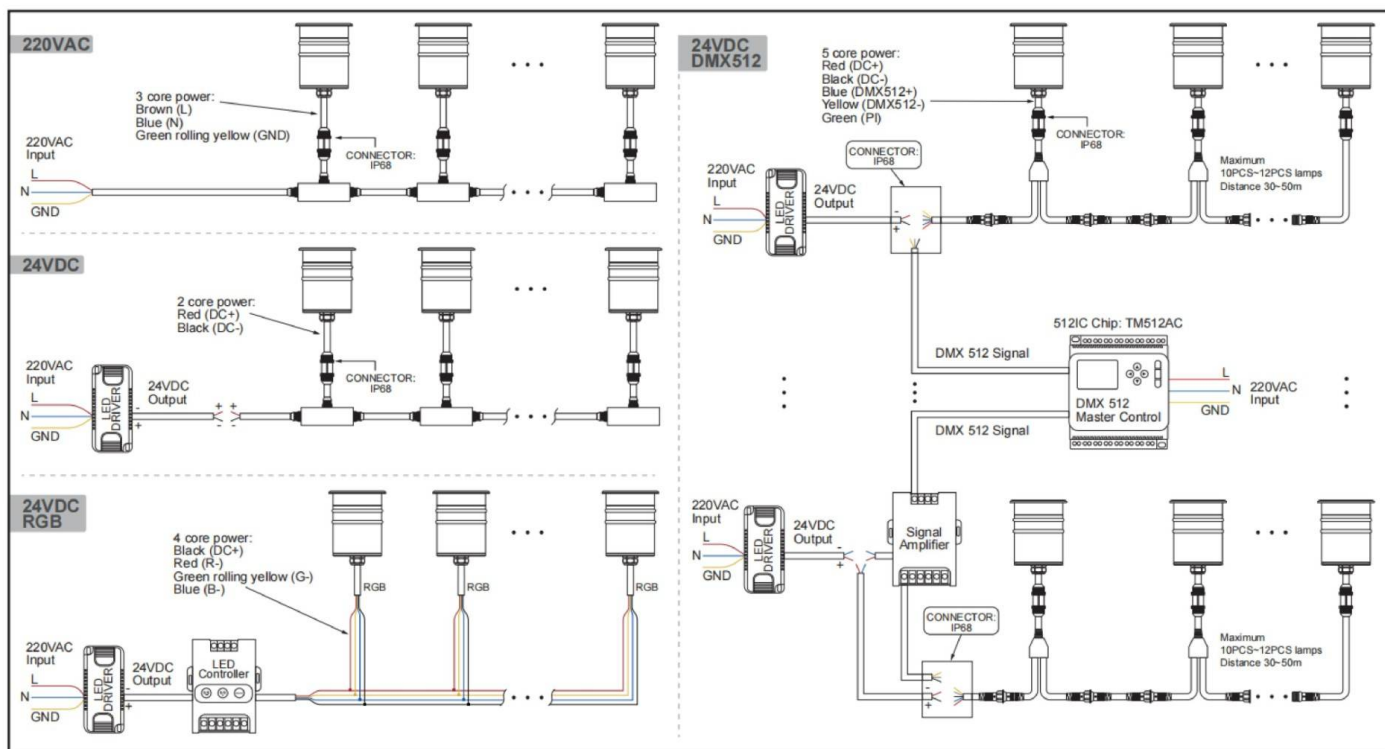 220VAC
3 core power:
Brown (L)
Blue (N)
Green rolling yellow (GND)
220VAC
Input
L
N
GND
CONNECTOR:
IP68
24VDC
2 core power:
Red (DC+)
Black (DC-)
220VAC
Input
L
N
GND
LED
DRIVER
-
+
24VDC
Output
+ +
- -
CONNECTOR:
IP68
24VDC
RGB
4 core power:
Black (DC+)
Red (R-)
Green rolling yellow (G-)
Blue (B-)
RGB
RGB
RGB
220VAC
Input
L
N
GND
LED
DRIVER
-
+
24VDC
Output
LED
Controller
24VDC
DMX512
5 core power:
Red (DC+)
Black (DC-)
Blue (DMX512+)
Yellow (DMX512-)
Green (PI)
CONNECTOR:
IP68
CONNECTOR:
IP68
Maximum
10PCS~12PCS lamps
Distance 30~50m
220VAC
Input
L
N
GND
LED
DRIVER
24VDC
Output
-
+
512IC Chip: TM512AC
DMX 512 Signal
DMX 512
Master Control
L
N
GND
220VAC
Input
DMX 512 Signal
220VAC
Input
L
N
GND
LED
DRIVER
24VDC
Output
-
+
Signal
Amplifier
CONNECTOR:
IP68
-
+
Maximum
10PCS~12PCS lamps
Distance 30~50m